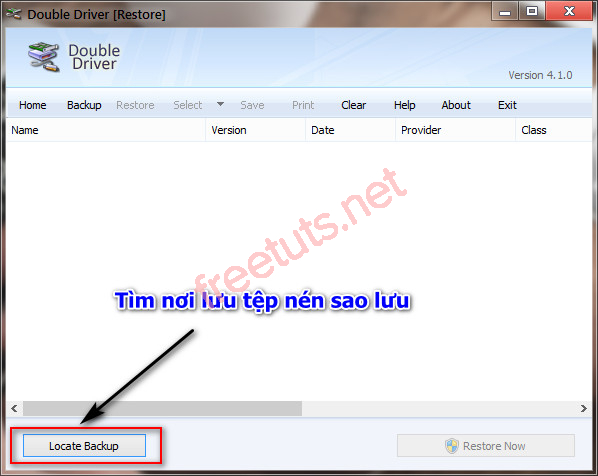 Double Driver [Restore]
Double
Driver
Version 4.1.0
Home Backup Restore Select Save Print Clear Help About Exit
Name Version Date Provider Class
freetuts.net
Tìm nơi lưu tệp nén sao lưu
Locate Backup Restore Now